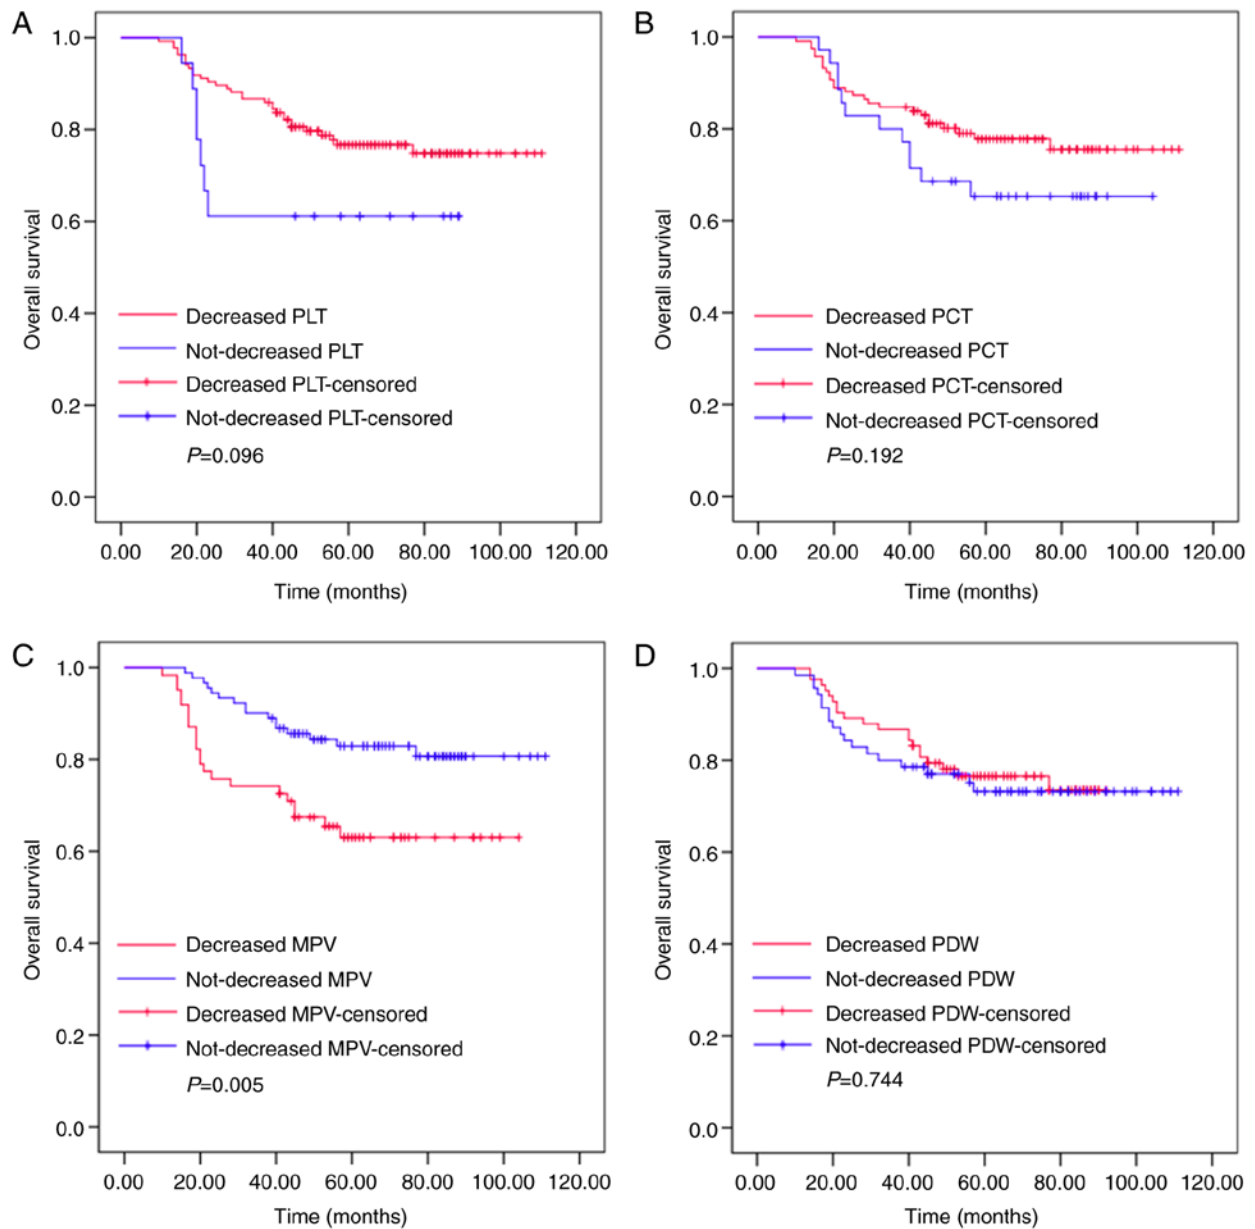 A
1.0
0.8
0.6
0.4
0.2
0.0
Overall survival
Decreased PLT
Not-decreased PLT
Decreased PLT-censored
Not-decreased PLT-censored
P=0.096
0.00 20.00 40.00 60.00 80.00 100.00 120.00
Time (months)
B
1.0
0.8
0.6
0.4
0.2
0.0
Overall survival
Decreased PCT
Not-decreased PCT
Decreased PCT-censored
Not-decreased PCT-censored
P=0.192
0.00 20.00 40.00 60.00 80.00 100.00 120.00
Time (months)
C
1.0
0.8
0.6
0.4
0.2
0.0
Overall survival
Decreased MPV
Not-decreased MPV
Decreased MPV-censored
Not-decreased MPV-censored
P=0.005
0.00 20.00 40.00 60.00 80.00 100.00 120.00
Time (months)
D
1.0
0.8
0.6
0.4
0.2
0.0
Overall survival
Decreased PDW
Not-decreased PDW
Decreased PDW-censored
Not-decreased PDW-censored
P=0.744
0.00 20.00 40.00 60.00 80.00 100.00 120.00
Time (months)